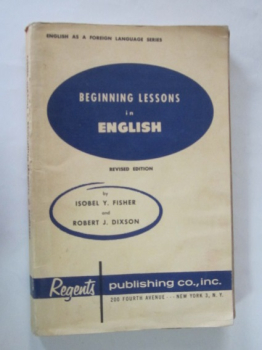 ENGLISH AS A FOREIGN LANGUAGE SERIES
BEGINNING LESSONS
in
ENGLISH
REVISED EDITION
by
ISOBEL Y. FISHER
and
ROBERT J. DIXSON
Regents publishing co., inc.
200 FOURTH AVENUE --- NEW YORK 3, N. Y.